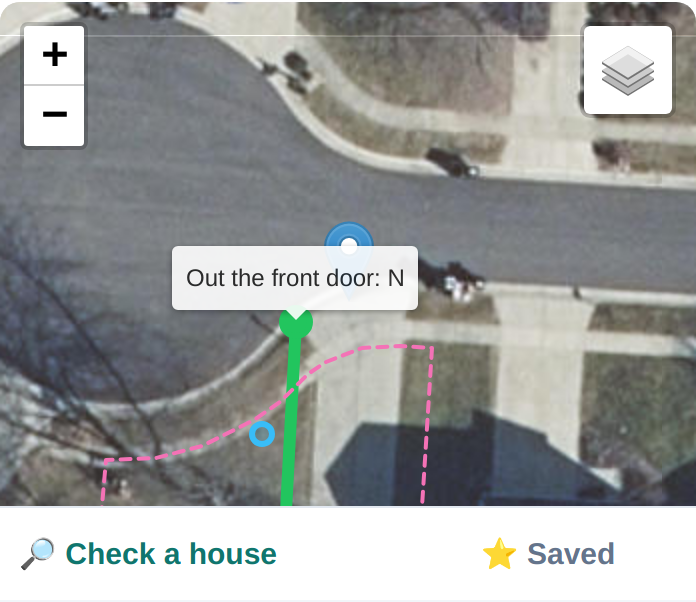 +
−
Out the front door: N
🔎 Check a house
⭐ Saved